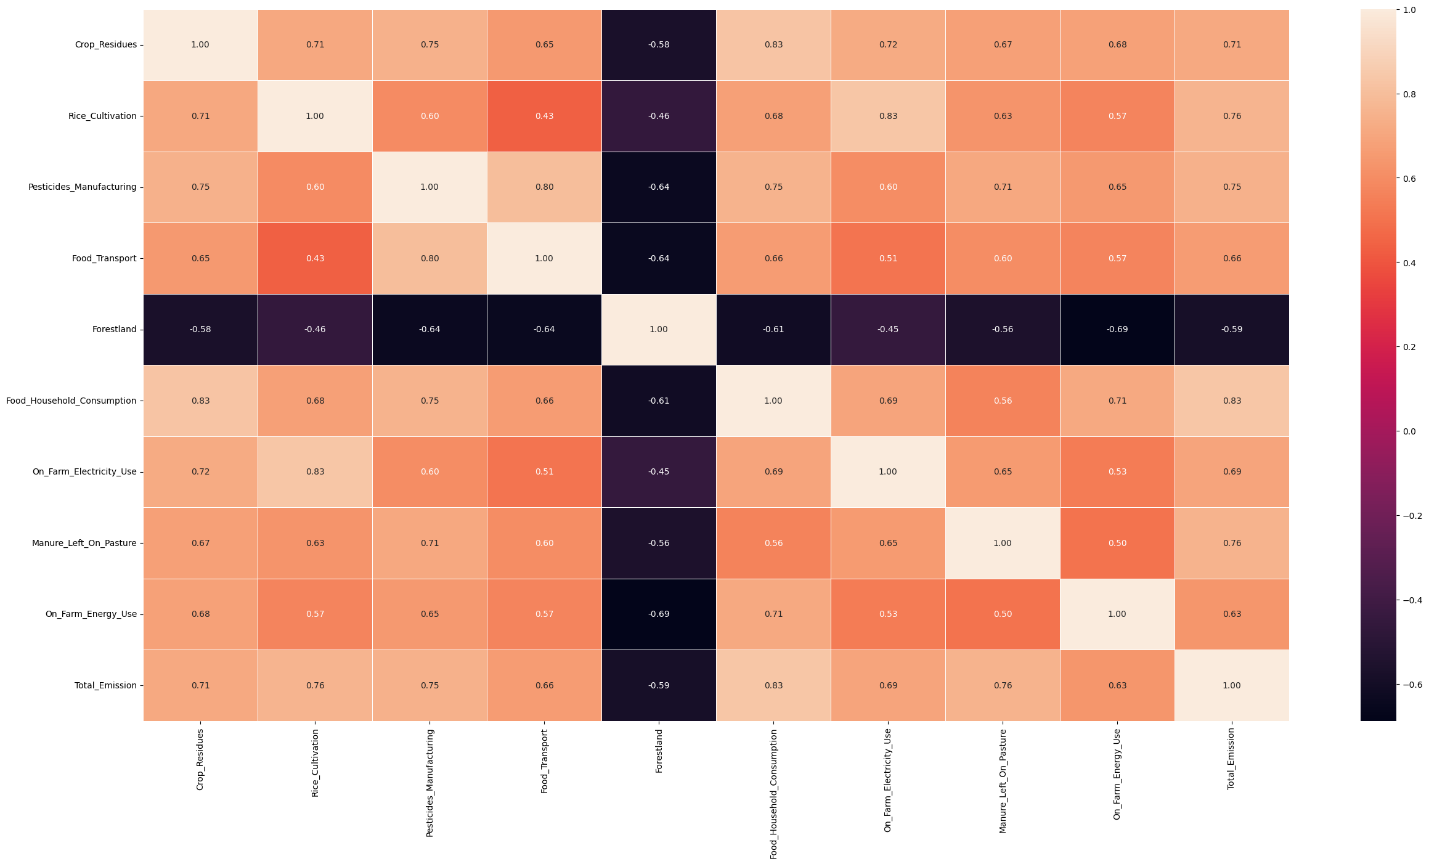 Crop_Residues 1.00 0.71 0.75 0.65 -0.58 0.83 0.72 0.67 0.68 0.71
Rice_Cultivation 0.71 1.00 0.60 0.43 -0.46 0.68 0.83 0.63 0.57 0.76
Pesticides_Manufacturing 0.75 0.60 1.00 0.80 -0.64 0.75 0.60 0.71 0.65 0.75
Food_Transport 0.65 0.43 0.80 1.00 -0.64 0.66 0.51 0.60 0.57 0.66
Forestland -0.58 -0.46 -0.64 -0.64 1.00 -0.61 -0.45 -0.56 -0.69 -0.59
Food_Household_Consumption 0.83 0.68 0.75 0.66 -0.61 1.00 0.69 0.56 0.71 0.83
On_Farm_Electricity_Use 0.72 0.83 0.60 0.51 -0.45 0.69 1.00 0.65 0.53 0.69
Manure_Left_On_Pasture 0.67 0.63 0.71 0.60 -0.56 0.56 0.65 1.00 0.50 0.76
On_Farm_Energy_Use 0.68 0.57 0.65 0.57 -0.69 0.71 0.53 0.50 1.00 0.63
Total_Emission 0.71 0.76 0.75 0.66 -0.59 0.83 0.69 0.76 0.63 1.00
Crop_Residues
Rice_Cultivation
Pesticides_Manufacturing
Food_Transport
Forestland
Food_Household_Consumption
On_Farm_Electricity_Use
Manure_Left_On_Pasture
On_Farm_Energy_Use
Total_Emission
1.0
0.8
0.6
0.4
0.2
0.0
−0.2
−0.4
−0.6